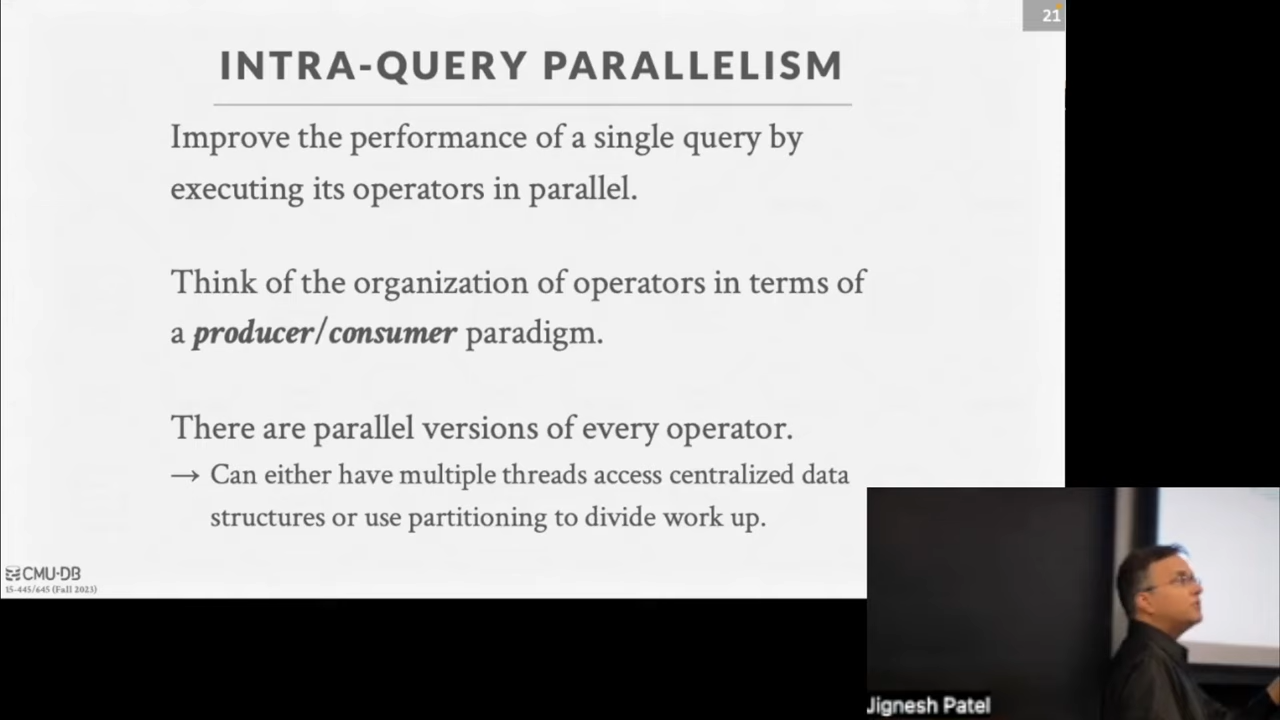 21
INTRA-QUERY PARALLELISM
Improve the performance of a single query by
executing its operators in parallel.
Think of the organization of operators in terms of
a producer/consumer paradigm.
There are parallel versions of every operator.
→ Can either have multiple threads access centralized data
structures or use partitioning to divide work up.
CMU·DB
15-445/645 (Fall 2023)
Jignesh Patel